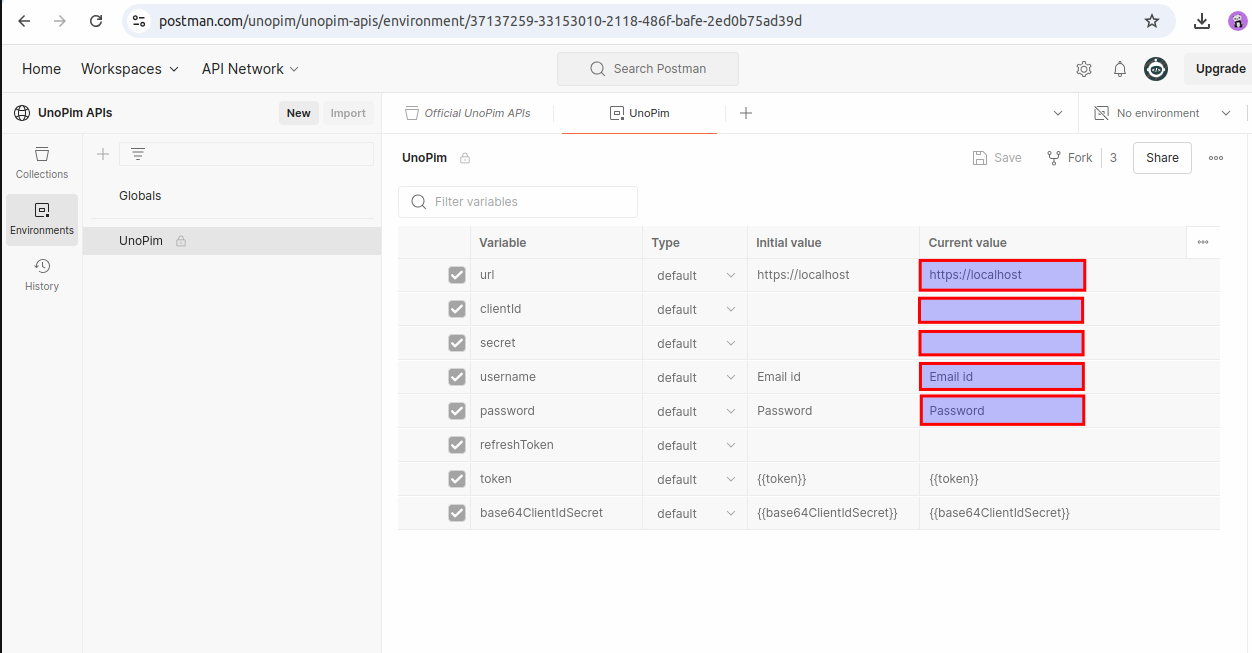 postman.com/unopim/unopim-apis/environment/37137259-33153010-2118-486f-bafe-2ed0b75ad39d
Home Workspaces API Network Search Postman Upgrade
UnoPim APIs New Import Official UnoPim APIs UnoPim No environment
Collections
Environments
History
Globals
UnoPim
UnoPim Save Fork 3 Share
Filter variables
Variable Type Initial value Current value
url default https://localhost https://localhost
clientId default
secret default
username default Email id Email id
password default Password Password
refreshToken default
token default {{token}} {{token}}
base64ClientIdSecret default {{base64ClientIdSecret}} {{base64ClientIdSecret}}